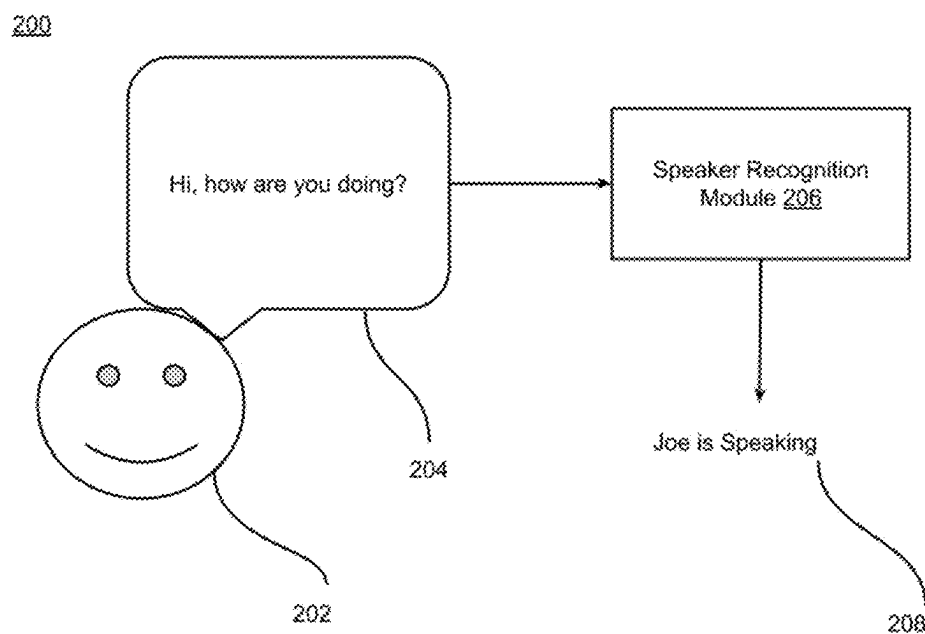 200
Hi, how are you doing?
Speaker Recognition
Module 206
Joe is Speaking
204
202
208